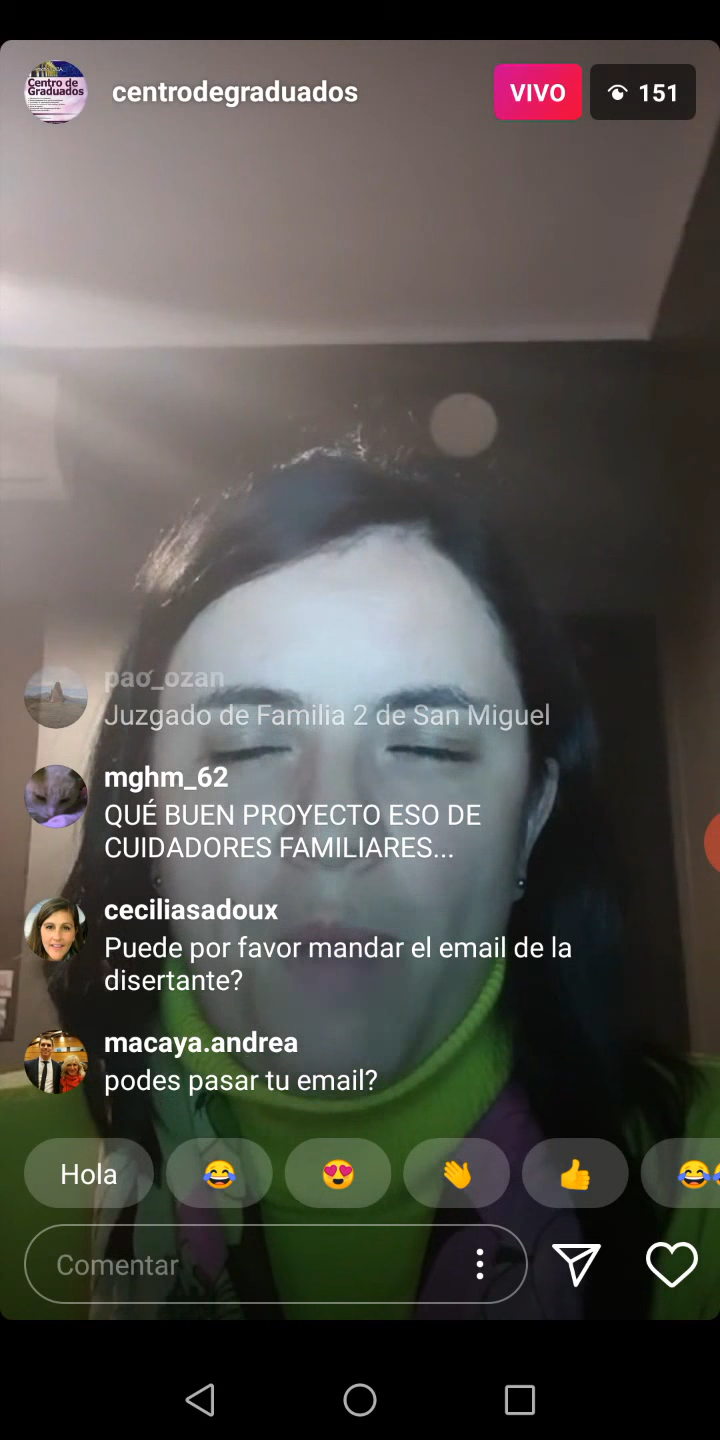 Centro de
Graduados
centrodegraduados
VIVO
151
pao_ozan
Juzgado de Familia 2 de San Miguel
mghm_62
QUÉ BUEN PROYECTO ESO DE
CUIDADORES FAMILIARES...
ceciliasadoux
Puede por favor mandar el email de la
disertante?
macaya.andrea
podes pasar tu email?
Hola
Comentar